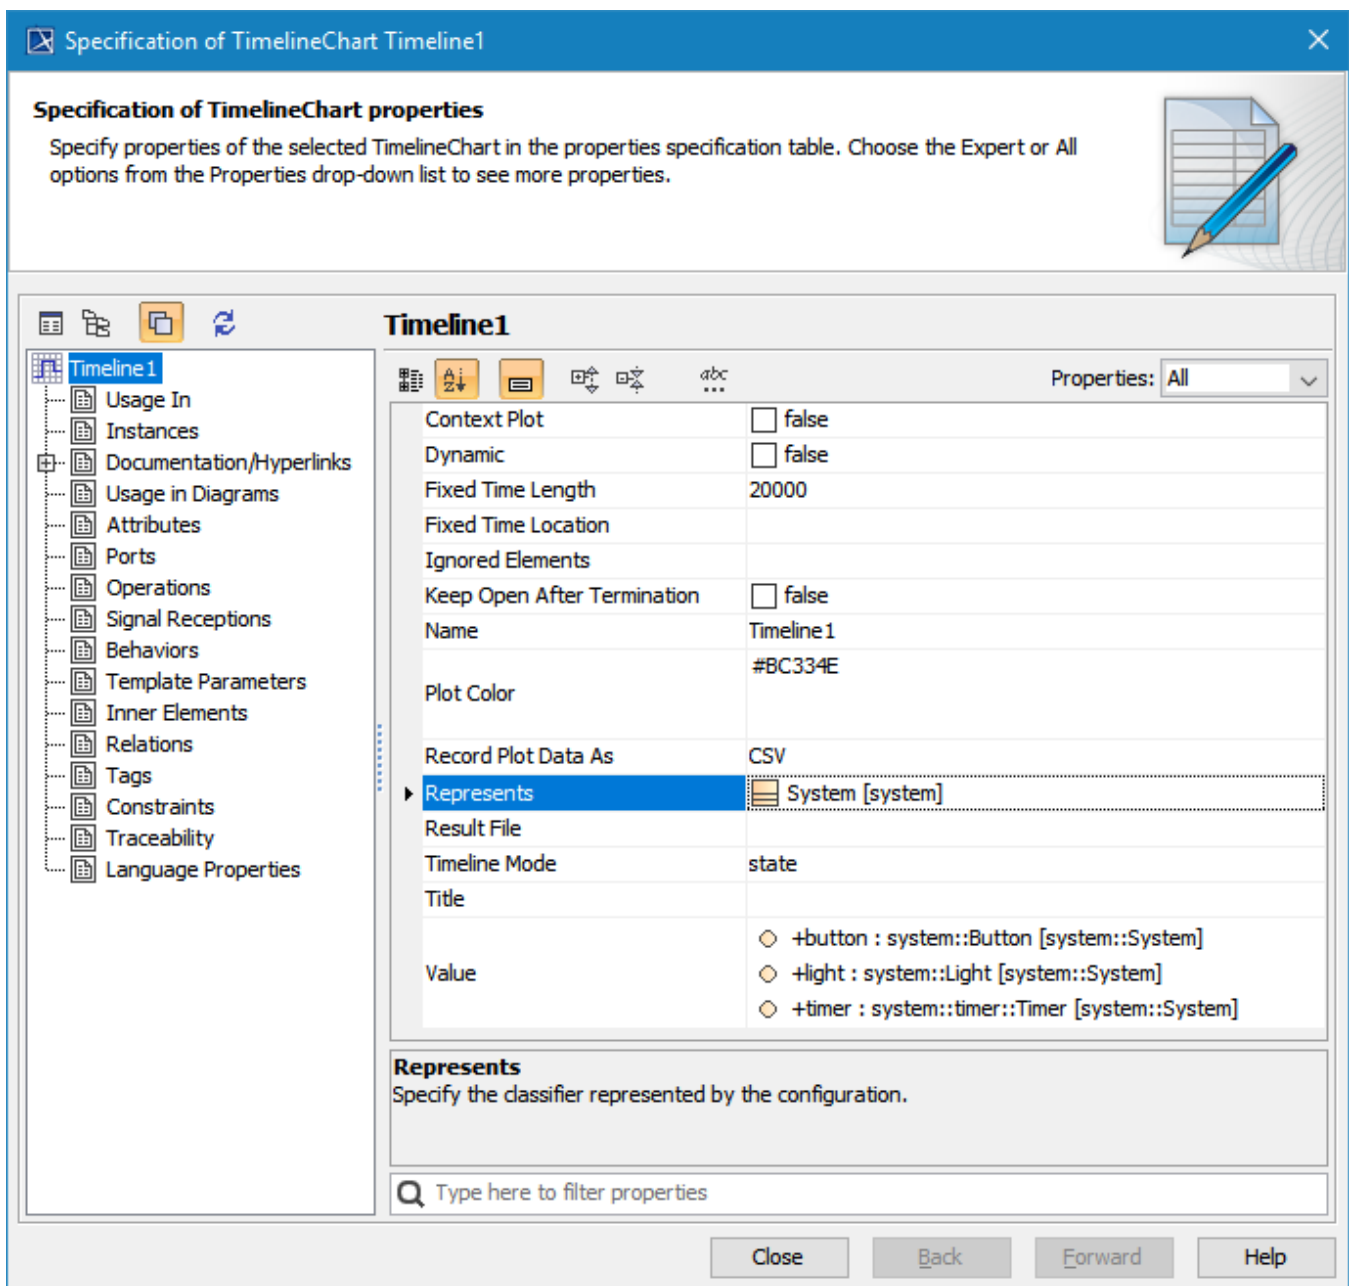 Specification of TimelineChart Timeline1
Specification of TimelineChart properties
Specify properties of the selected TimelineChart in the properties specification table. Choose the Expert or All
options from the Properties drop-down list to see more properties.
Timeline1
Usage In
Instances
Documentation/Hyperlinks
Usage in Diagrams
Attributes
Ports
Operations
Signal Receptions
Behaviors
Template Parameters
Inner Elements
Relations
Tags
Constraints
Traceability
Language Properties
Timeline1
Properties: All
Context Plot false
Dynamic false
Fixed Time Length 20000
Fixed Time Location
Ignored Elements
Keep Open After Termination false
Name Timeline1
Plot Color #BC334E
Record Plot Data As CSV
Represents System [system]
Result File
Timeline Mode state
Title
Value
+button : system::Button [system::System]
+light : system::Light [system::System]
+timer : system::timer::Timer [system::System]
Represents
Specify the classifier represented by the configuration.
Type here to filter properties
Close Back Forward Help